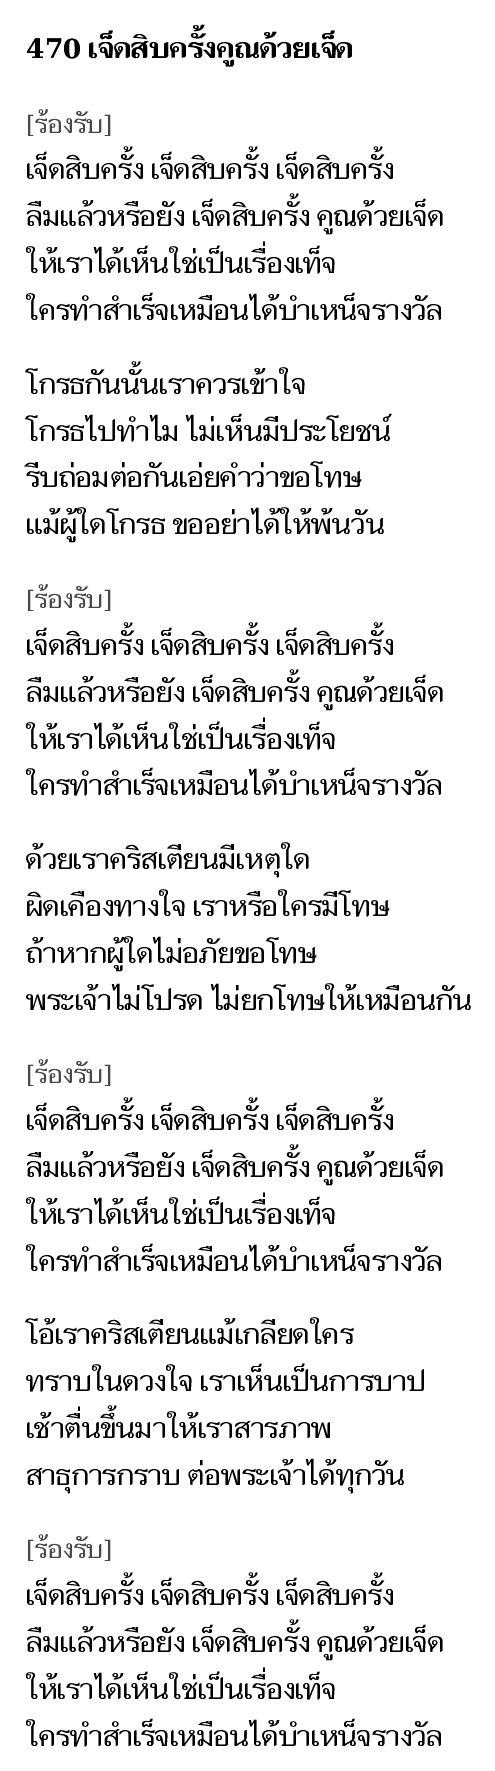 470 เจ็ดสิบครั้งคูณด้วยเจ็ด
[ร้องรับ]
เจ็ดสิบครั้ง เจ็ดสิบครั้ง เจ็ดสิบครั้ง
ลืมแล้วหรือยัง เจ็ดสิบครั้ง คูณด้วยเจ็ด
ให้เราได้เห็นใช่เป็นเรื่องเท็จ
ใครทำสำเร็จเหมือนได้บำเหน็จรางวัล
โกรธกันนั้นเราควรเข้าใจ
โกรธไปทำไม ไม่เห็นมีประโยชน์
รีบถ่อมต่อกันเอ่ยคำว่าขอโทษ
แม้ผู้ใดโกรธ ขออย่าได้ให้พ้นวัน
[ร้องรับ]
เจ็ดสิบครั้ง เจ็ดสิบครั้ง เจ็ดสิบครั้ง
ลืมแล้วหรือยัง เจ็ดสิบครั้ง คูณด้วยเจ็ด
ให้เราได้เห็นใช่เป็นเรื่องเท็จ
ใครทำสำเร็จเหมือนได้บำเหน็จรางวัล
ด้วยเราคริสเตียนมีเหตุใด
ผิดเคืองทางใจ เราหรือใครมีโทษ
ถ้าหากผู้ใดไม่อภัยขอโทษ
พระเจ้าไม่โปรด ไม่ยกโทษให้เหมือนกัน
[ร้องรับ]
เจ็ดสิบครั้ง เจ็ดสิบครั้ง เจ็ดสิบครั้ง
ลืมแล้วหรือยัง เจ็ดสิบครั้ง คูณด้วยเจ็ด
ให้เราได้เห็นใช่เป็นเรื่องเท็จ
ใครทำสำเร็จเหมือนได้บำเหน็จรางวัล
โอ้เราคริสเตียนแม้เกลียดใคร
ทราบในดวงใจ เราเห็นเป็นการบาป
เช้าตื่นขึ้นมาให้เราสารภาพ
สาธุการกราบ ต่อพระเจ้าได้ทุกวัน
[ร้องรับ]
เจ็ดสิบครั้ง เจ็ดสิบครั้ง เจ็ดสิบครั้ง
ลืมแล้วหรือยัง เจ็ดสิบครั้ง คูณด้วยเจ็ด
ให้เราได้เห็นใช่เป็นเรื่องเท็จ
ใครทำสำเร็จเหมือนได้บำเหน็จรางวัล